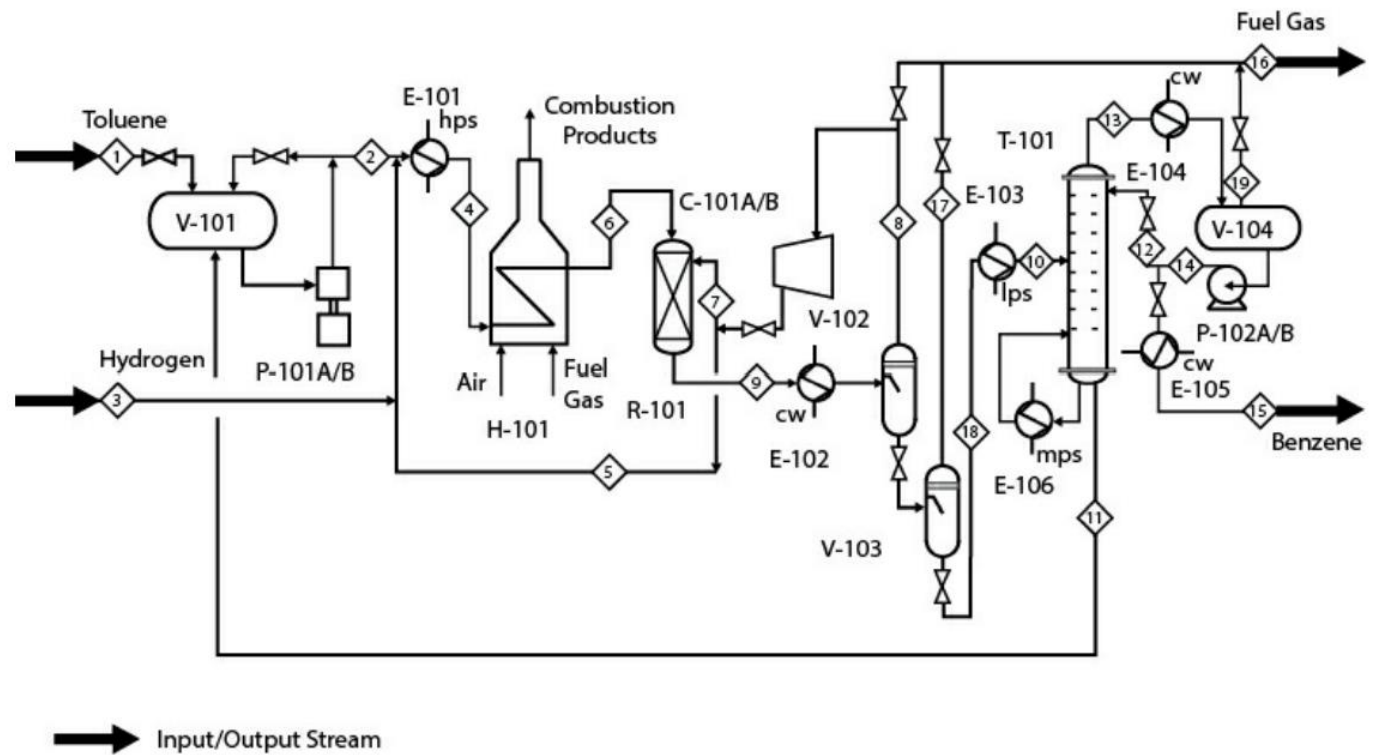 Fuel Gas
16
cw
E-101
hps
Combustion
Products
Toluene
13
T-101
1
2
E-104
19
C-101A/B
E-103
17
4
6
8
V-101
V-104
12
14
10
lps
7
V-102
P-102A/B
Hydrogen
P-101A/B
Air
Fuel
Gas
R-101
9
cw
cw
E-105
3
H-101
18
15
Benzene
E-102
mps
E-106
5
11
V-103
Input/Output Stream